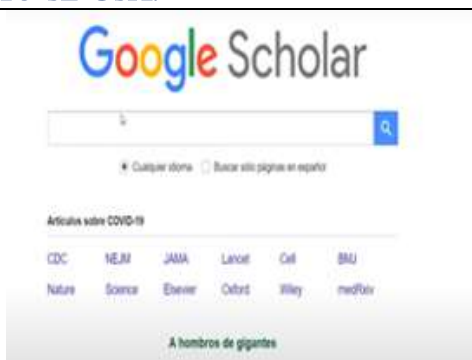 Google Scholar
Cualquier idioma Buscar sólo páginas en español
Artículos sobre COVID-19
CDC NEJM JAMA Lancet Cell BMJ
Nature Science Elsevier Oxford Wiley medRxiv
A hombros de gigantes